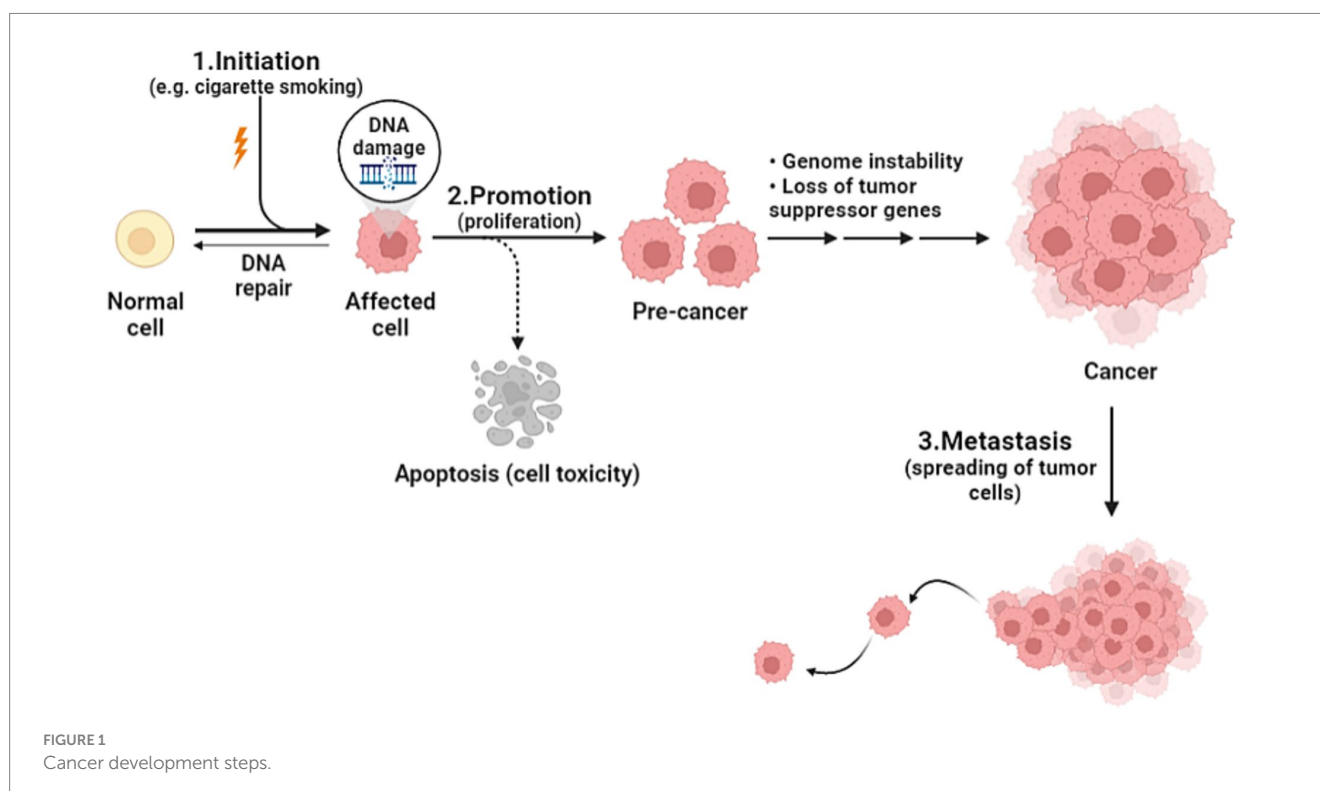 1.Initiation
(e.g. cigarette smoking)
DNA
damage
2.Promotion
(proliferation)
• Genome instability
• Loss of tumor
suppressor genes
DNA
repair
Normal
cell
Affected
cell
Pre-cancer
Cancer
Apoptosis (cell toxicity)
3.Metastasis
(spreading of tumor
cells)
FIGURE 1
Cancer development steps.